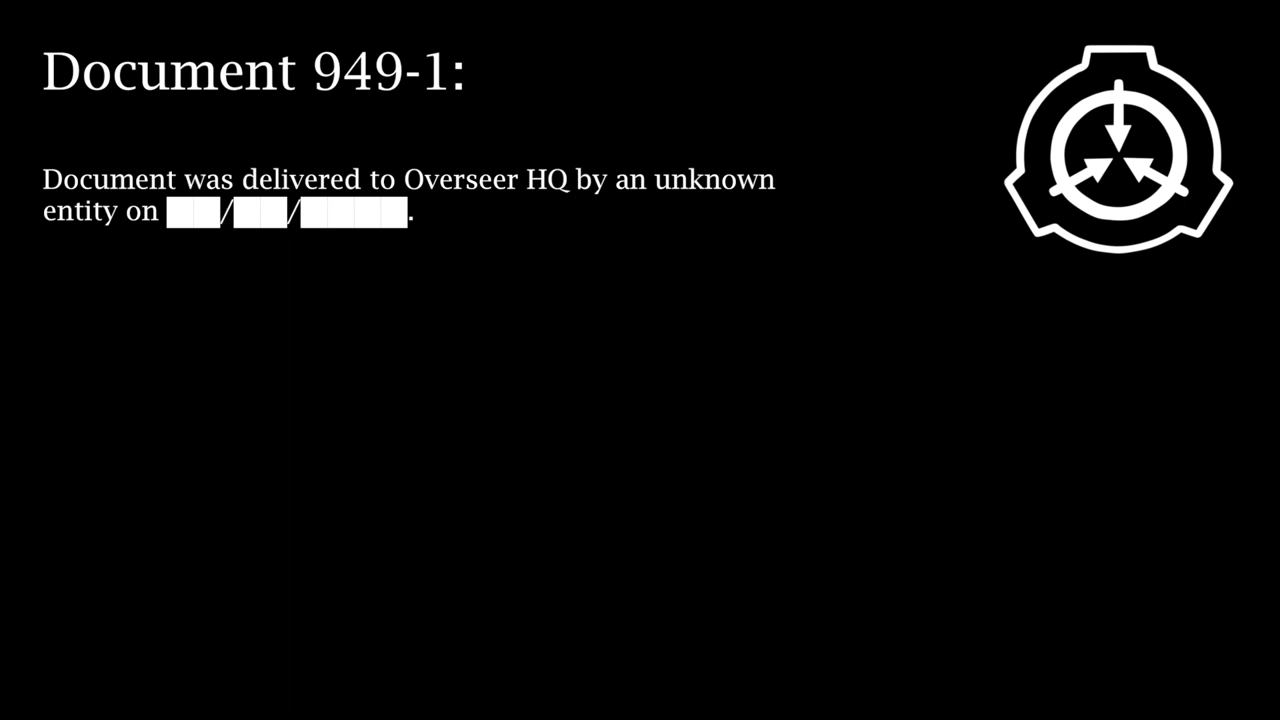 Document 949-1:
Document was delivered to Overseer HQ by an unknown
entity on ██/██/████.